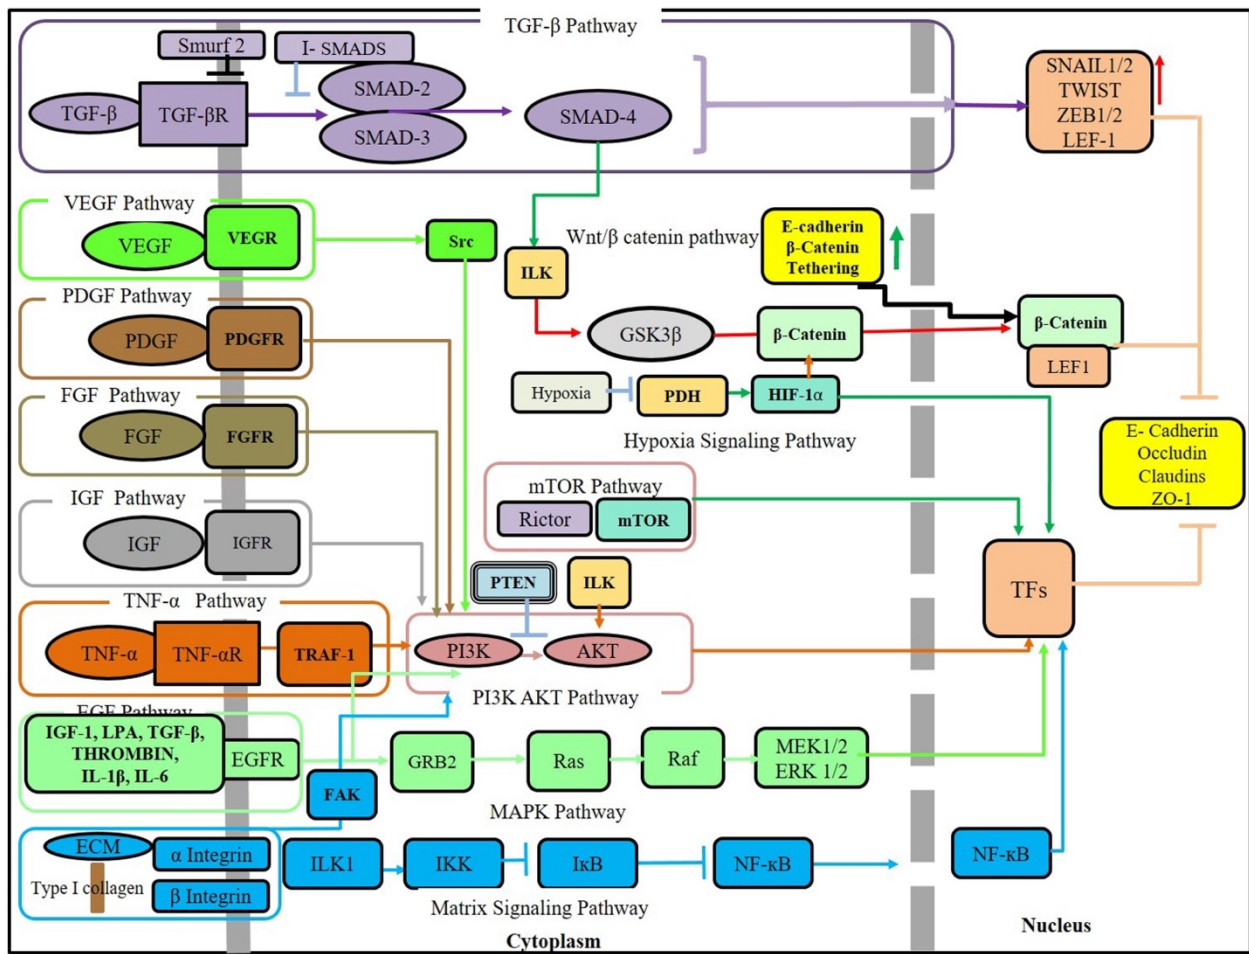 TGF-β Pathway
Smurf 2
I- SMADS
TGF-β
TGF-βR
SMAD-2
SMAD-3
SMAD-4
SNAIL1/2
TWIST
ZEB1/2
LEF-1
VEGF Pathway
VEGF
VEGR
Src
ILK
Wnt/β catenin pathway
E-cadherin
β-Catenin
Tethering
PDGF Pathway
PDGF
PDGFR
GSK3β
β-Catenin
β-Catenin
LEF1
Hypoxia
PDH
HIF-1α
Hypoxia Signaling Pathway
FGF Pathway
FGF
FGFR
E- Cadherin
Occludin
Claudins
ZO-1
mTOR Pathway
Rictor
mTOR
IGF Pathway
IGF
IGFR
PTEN
ILK
TFs
TNF-α Pathway
TNF-α
TNF-αR
TRAF-1
PI3K
AKT
PI3K AKT Pathway
EGF Pathway
IGF-1, LPA, TGF-β,
THROMBIN,
IL-1β, IL-6
EGFR
GRB2
Ras
Raf
MEK1/2
ERK 1/2
MAPK Pathway
FAK
ECM
α Integrin
Type I collagen
β Integrin
ILK1
IKK
IκB
NF-κB
NF-κB
Matrix Signaling Pathway
Cytoplasm
Nucleus